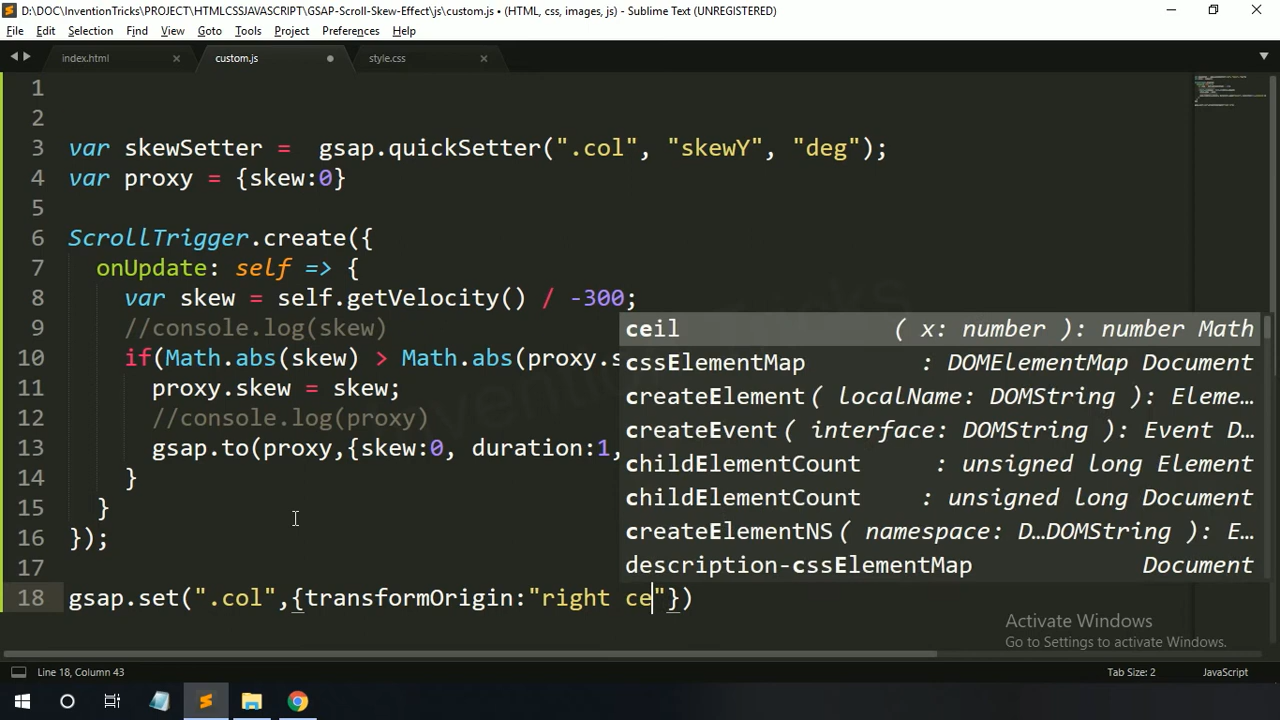 D:\DOC\InventionTricks\PROJECT\HTMLCSSJAVASCRIPT\GSAP-Scroll-Skew-Effect\js\custom.js • (HTML, css, images, js) - Sublime Text (UNREGISTERED)
File Edit Selection Find View Goto Tools Project Preferences Help
index.html custom.js style.css
1
2
3 var skewSetter =  gsap.quickSetter(".col", "skewY", "deg");
4 var proxy = {skew:0}
5
6 ScrollTrigger.create({
7 onUpdate: self => {
8 var skew = self.getVelocity() / -300;
9 //console.log(skew)
10 if(Math.abs(skew) > Math.abs(proxy.s
11 proxy.skew = skew;
12 //console.log(proxy)
13 gsap.to(proxy,{skew:0, duration:1,
14 }
15 }
16 });
17
18 gsap.set(".col",{transformOrigin:"right ce"})
ceil ( x: number ): number Math
cssElementMap : DOMElementMap Document
createElement( localName: DOMString ): Eleme…
createEvent( interface: DOMString ): Event D…
childElementCount : unsigned long Element
childElementCount : unsigned long Document
createElementNS( namespace: D…DOMString ): E…
description-cssElementMap Document
Activate Windows
Go to Settings to activate Windows.
Line 18, Column 43 Tab Size: 2 JavaScript